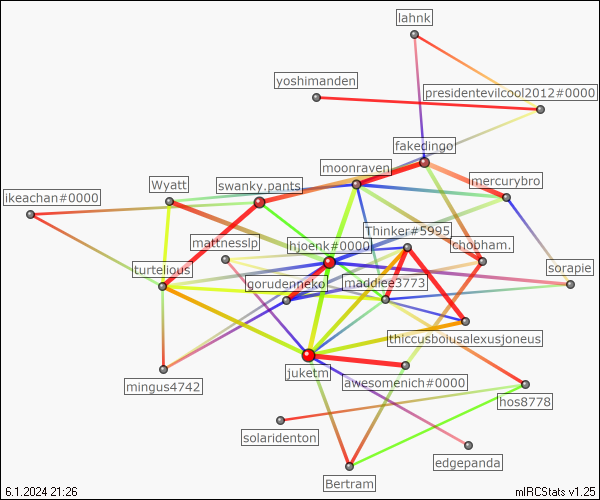 lahnk
yoshimanden
presidentevilcool2012#0000
fakedingo
moonraven
mercurybro
Wyatt
swanky.pants
ikeachan#0000
Thinker#5995
mattnesslp
hjoenk#0000
chobham.
turtelious
gorudenneko
maddiee3773
sorapie
thiccusboiusalexusjoneus
juketm
mingus4742
awesomenich#0000
hos8778
solaridenton
edgepanda
Bertram
6.1.2024 21:26
mIRCStats v1.25